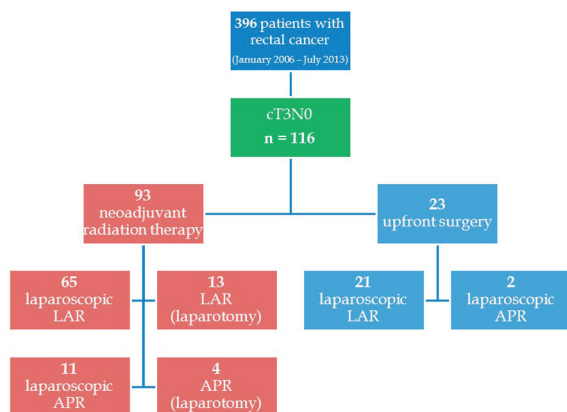 396 patients with
rectal cancer
(January 2006 – July 2013)
cT3N0
n = 116
93
neoadjuvant
radiation therapy
23
upfront surgery
65
laparoscopic
LAR
13
LAR
(laparotomy)
21
laparoscopic
LAR
2
laparoscopic
APR
11
laparoscopic
APR
4
APR
(laparotomy)